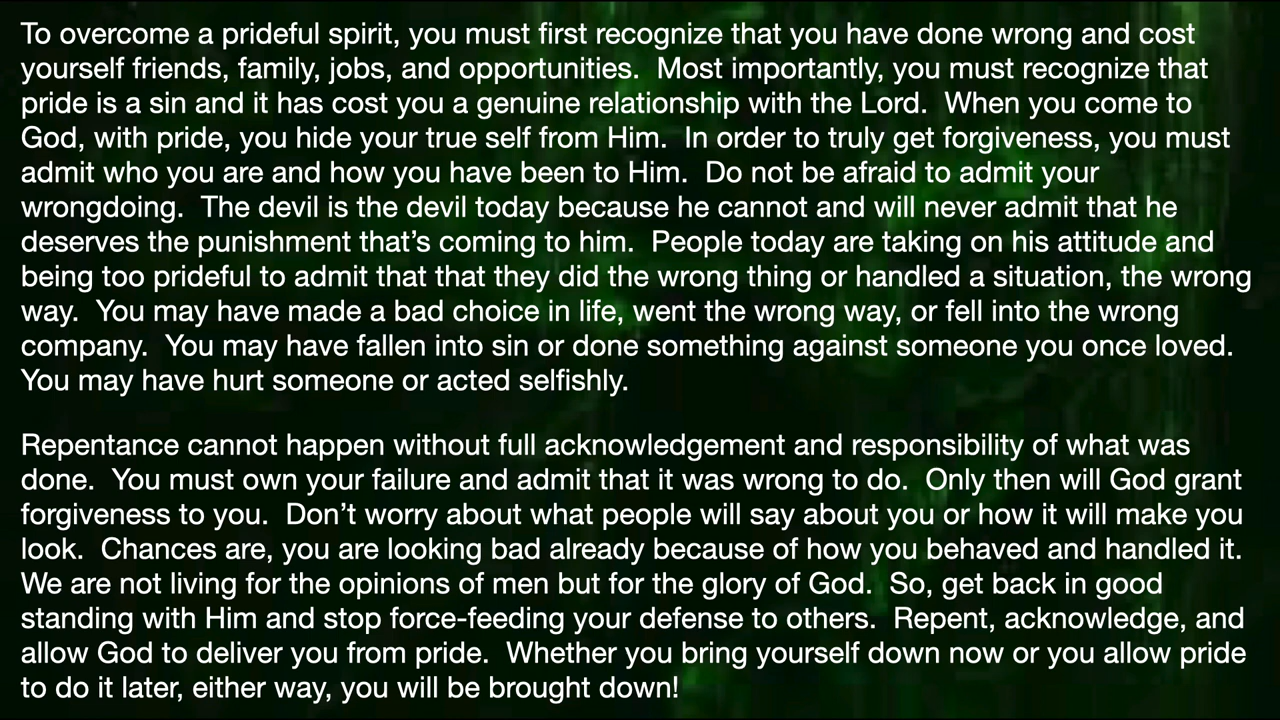 To overcome a prideful spirit, you must first recognize that you have done wrong and cost
yourself friends, family, jobs, and opportunities.  Most importantly, you must recognize that
pride is a sin and it has cost you a genuine relationship with the Lord.  When you come to
God, with pride, you hide your true self from Him.  In order to truly get forgiveness, you must
admit who you are and how you have been to Him.  Do not be afraid to admit your
wrongdoing.  The devil is the devil today because he cannot and will never admit that he
deserves the punishment that’s coming to him.  People today are taking on his attitude and
being too prideful to admit that that they did the wrong thing or handled a situation, the wrong
way.  You may have made a bad choice in life, went the wrong way, or fell into the wrong
company.  You may have fallen into sin or done something against someone you once loved.
You may have hurt someone or acted selfishly.

Repentance cannot happen without full acknowledgement and responsibility of what was
done.  You must own your failure and admit that it was wrong to do.  Only then will God grant
forgiveness to you.  Don’t worry about what people will say about you or how it will make you
look.  Chances are, you are looking bad already because of how you behaved and handled it.
We are not living for the opinions of men but for the glory of God.  So, get back in good
standing with Him and stop force-feeding your defense to others.  Repent, acknowledge, and
allow God to deliver you from pride.  Whether you bring yourself down now or you allow pride
to do it later, either way, you will be brought down!